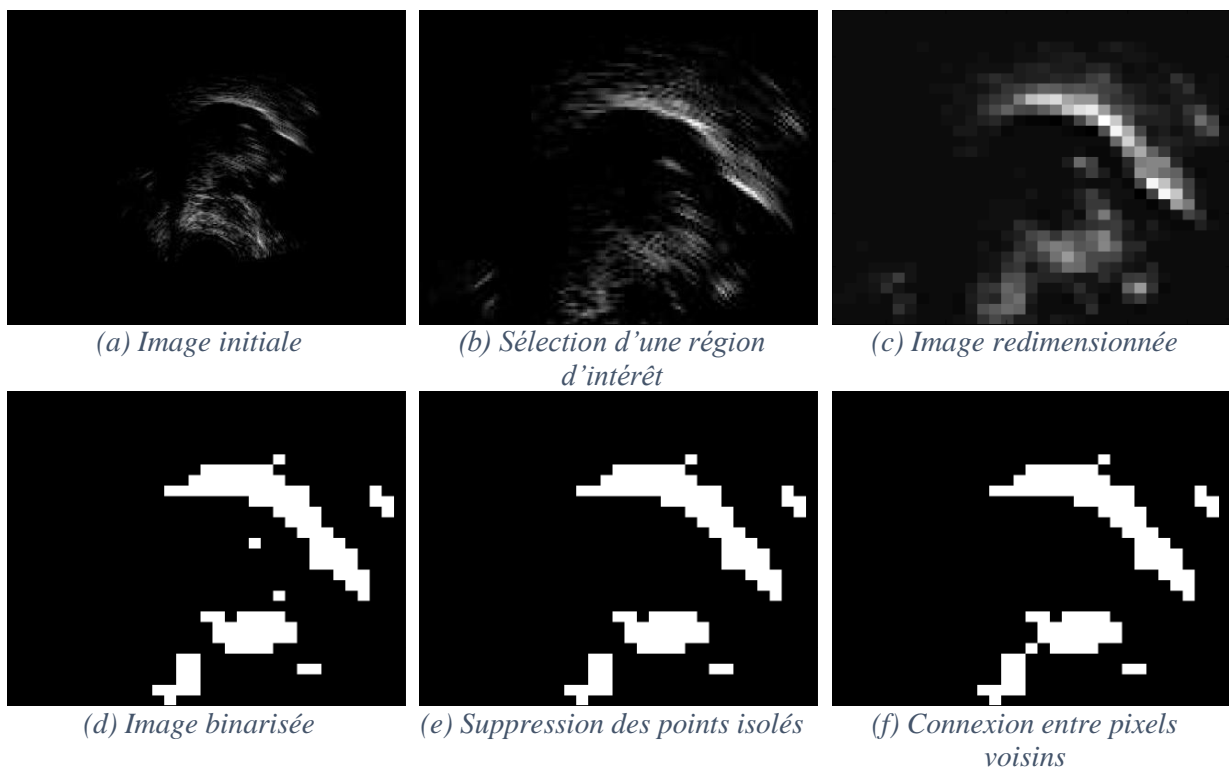 (a) Image initiale
(b) Sélection d'une région
d'intérêt
(c) Image redimensionnée
(d) Image binarisée
(e) Suppression des points isolés
(f) Connexion entre pixels
voisins